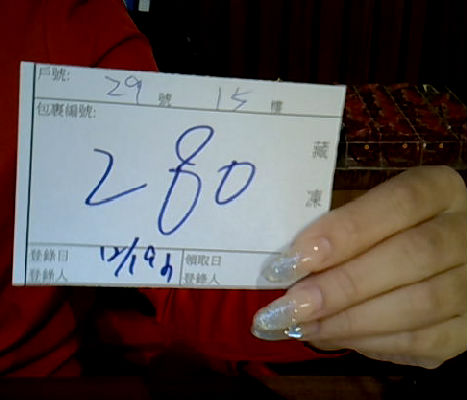 戶號: 29 號 15 樓
包裹編號:
280
藏
凍
登錄日 12/19 領取日
登錄人 登錄人